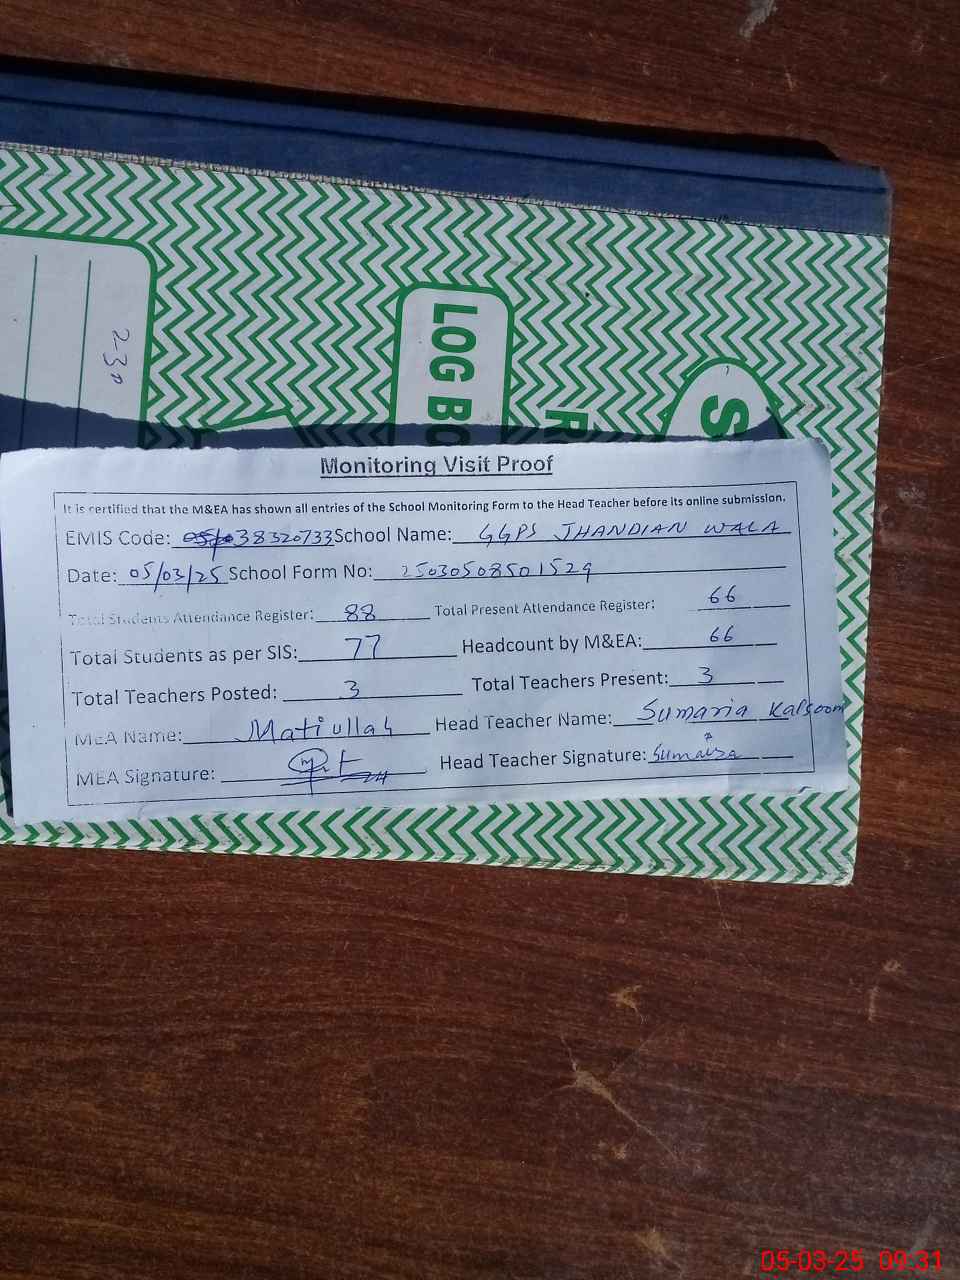 LOG BO
R
S
230
Monitoring Visit Proof
It is certified that the M&EA has shown all entries of the School Monitoring Form to the Head Teacher before its online submission.
EMIS Code: 38320733 School Name: GGPS JHANDIAN WALA
Date: 05/03/25 School Form No: 25030508501529
Total Students Attendance Register: 88 Total Present Attendance Register: 66
Total Students as per SIS: 77 Headcount by M&EA: 66
Total Teachers Posted: 3 Total Teachers Present: 3
MEA Name: Matiullah Head Teacher Name: Sumaria Kalsoom
MEA Signature: Head Teacher Signature:
05-03-25 09:31